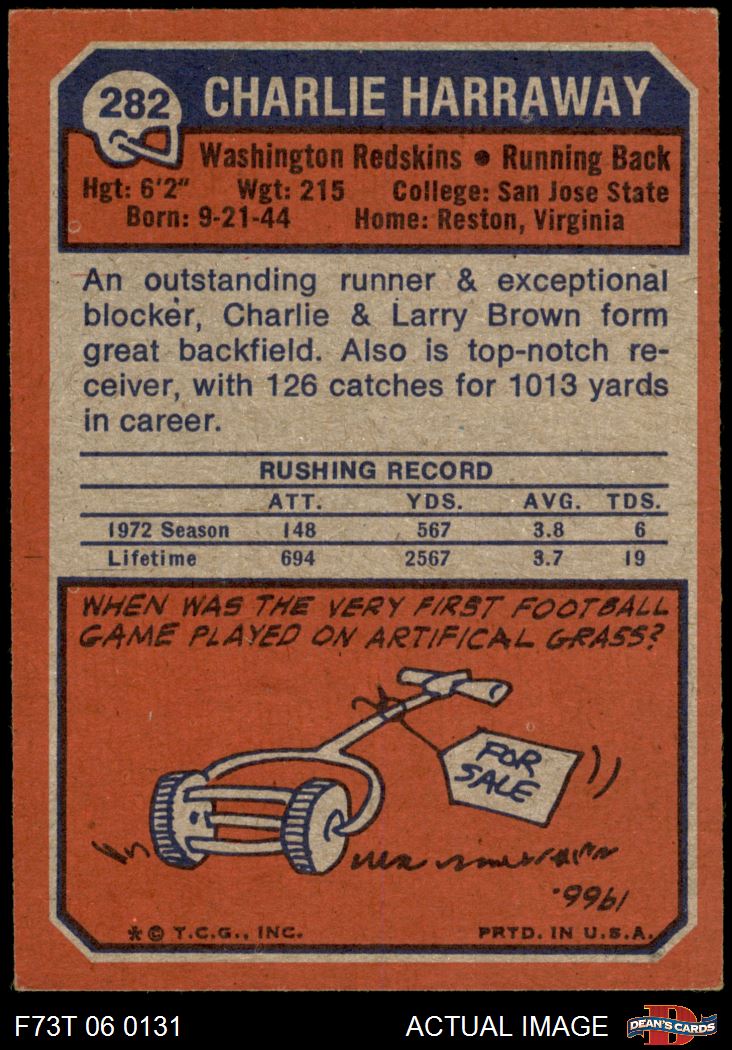 282
CHARLIE HARRAWAY
Washington Redskins • Running Back
Hgt: 6'2" Wgt: 215 College: San Jose State
Born: 9-21-44 Home: Reston, Virginia
An outstanding runner & exceptional
blocker, Charlie & Larry Brown form
great backfield. Also is top-notch re-
ceiver, with 126 catches for 1013 yards
in career.
RUSHING RECORD
ATT. YDS. AVG. TDS.
1972 Season 148 567 3.8 6
Lifetime 694 2567 3.7 19
WHEN WAS THE VERY FIRST FOOTBALL
GAME PLAYED ON ARTIFICAL GRASS?
FOR
SALE
1966.
* © T.C.G., INC. PRTD. IN U.S.A.
F73T 06 0131 ACTUAL IMAGE
D
DEAN'S CARDS